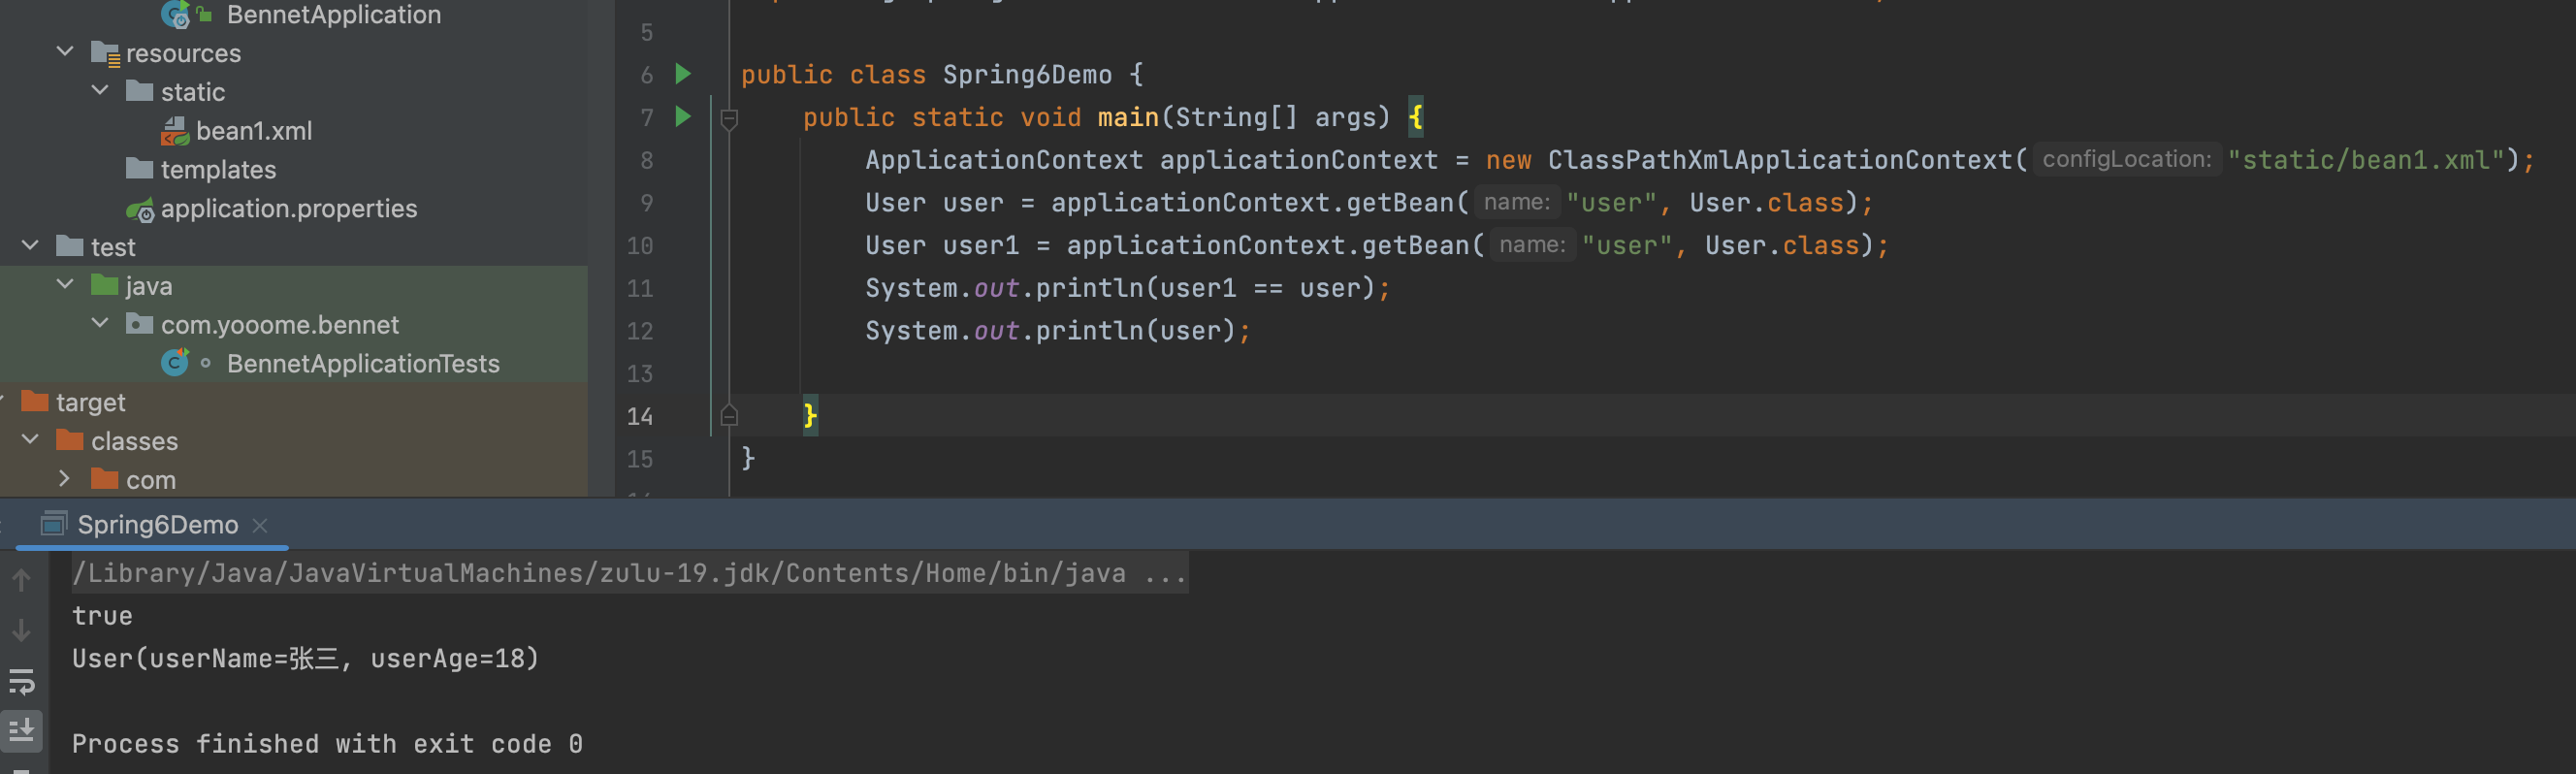 BennetApplication
resources
static
bean1.xml
templates
application.properties
test
java
com.yooome.bennet
BennetApplicationTests
target
classes
com
5
6 public class Spring6Demo {
7 public static void main(String[] args) {
8 ApplicationContext applicationContext = new ClassPathXmlApplicationContext( configLocation: "static/bean1.xml");
9 User user = applicationContext.getBean( name: "user", User.class);
10 User user1 = applicationContext.getBean( name: "user", User.class);
11 System.out.println(user1 == user);
12 System.out.println(user);
13
14 }
15 }
Spring6Demo
/Library/Java/JavaVirtualMachines/zulu-19.jdk/Contents/Home/bin/java ...
true
User(userName=张三, userAge=18)
Process finished with exit code 0